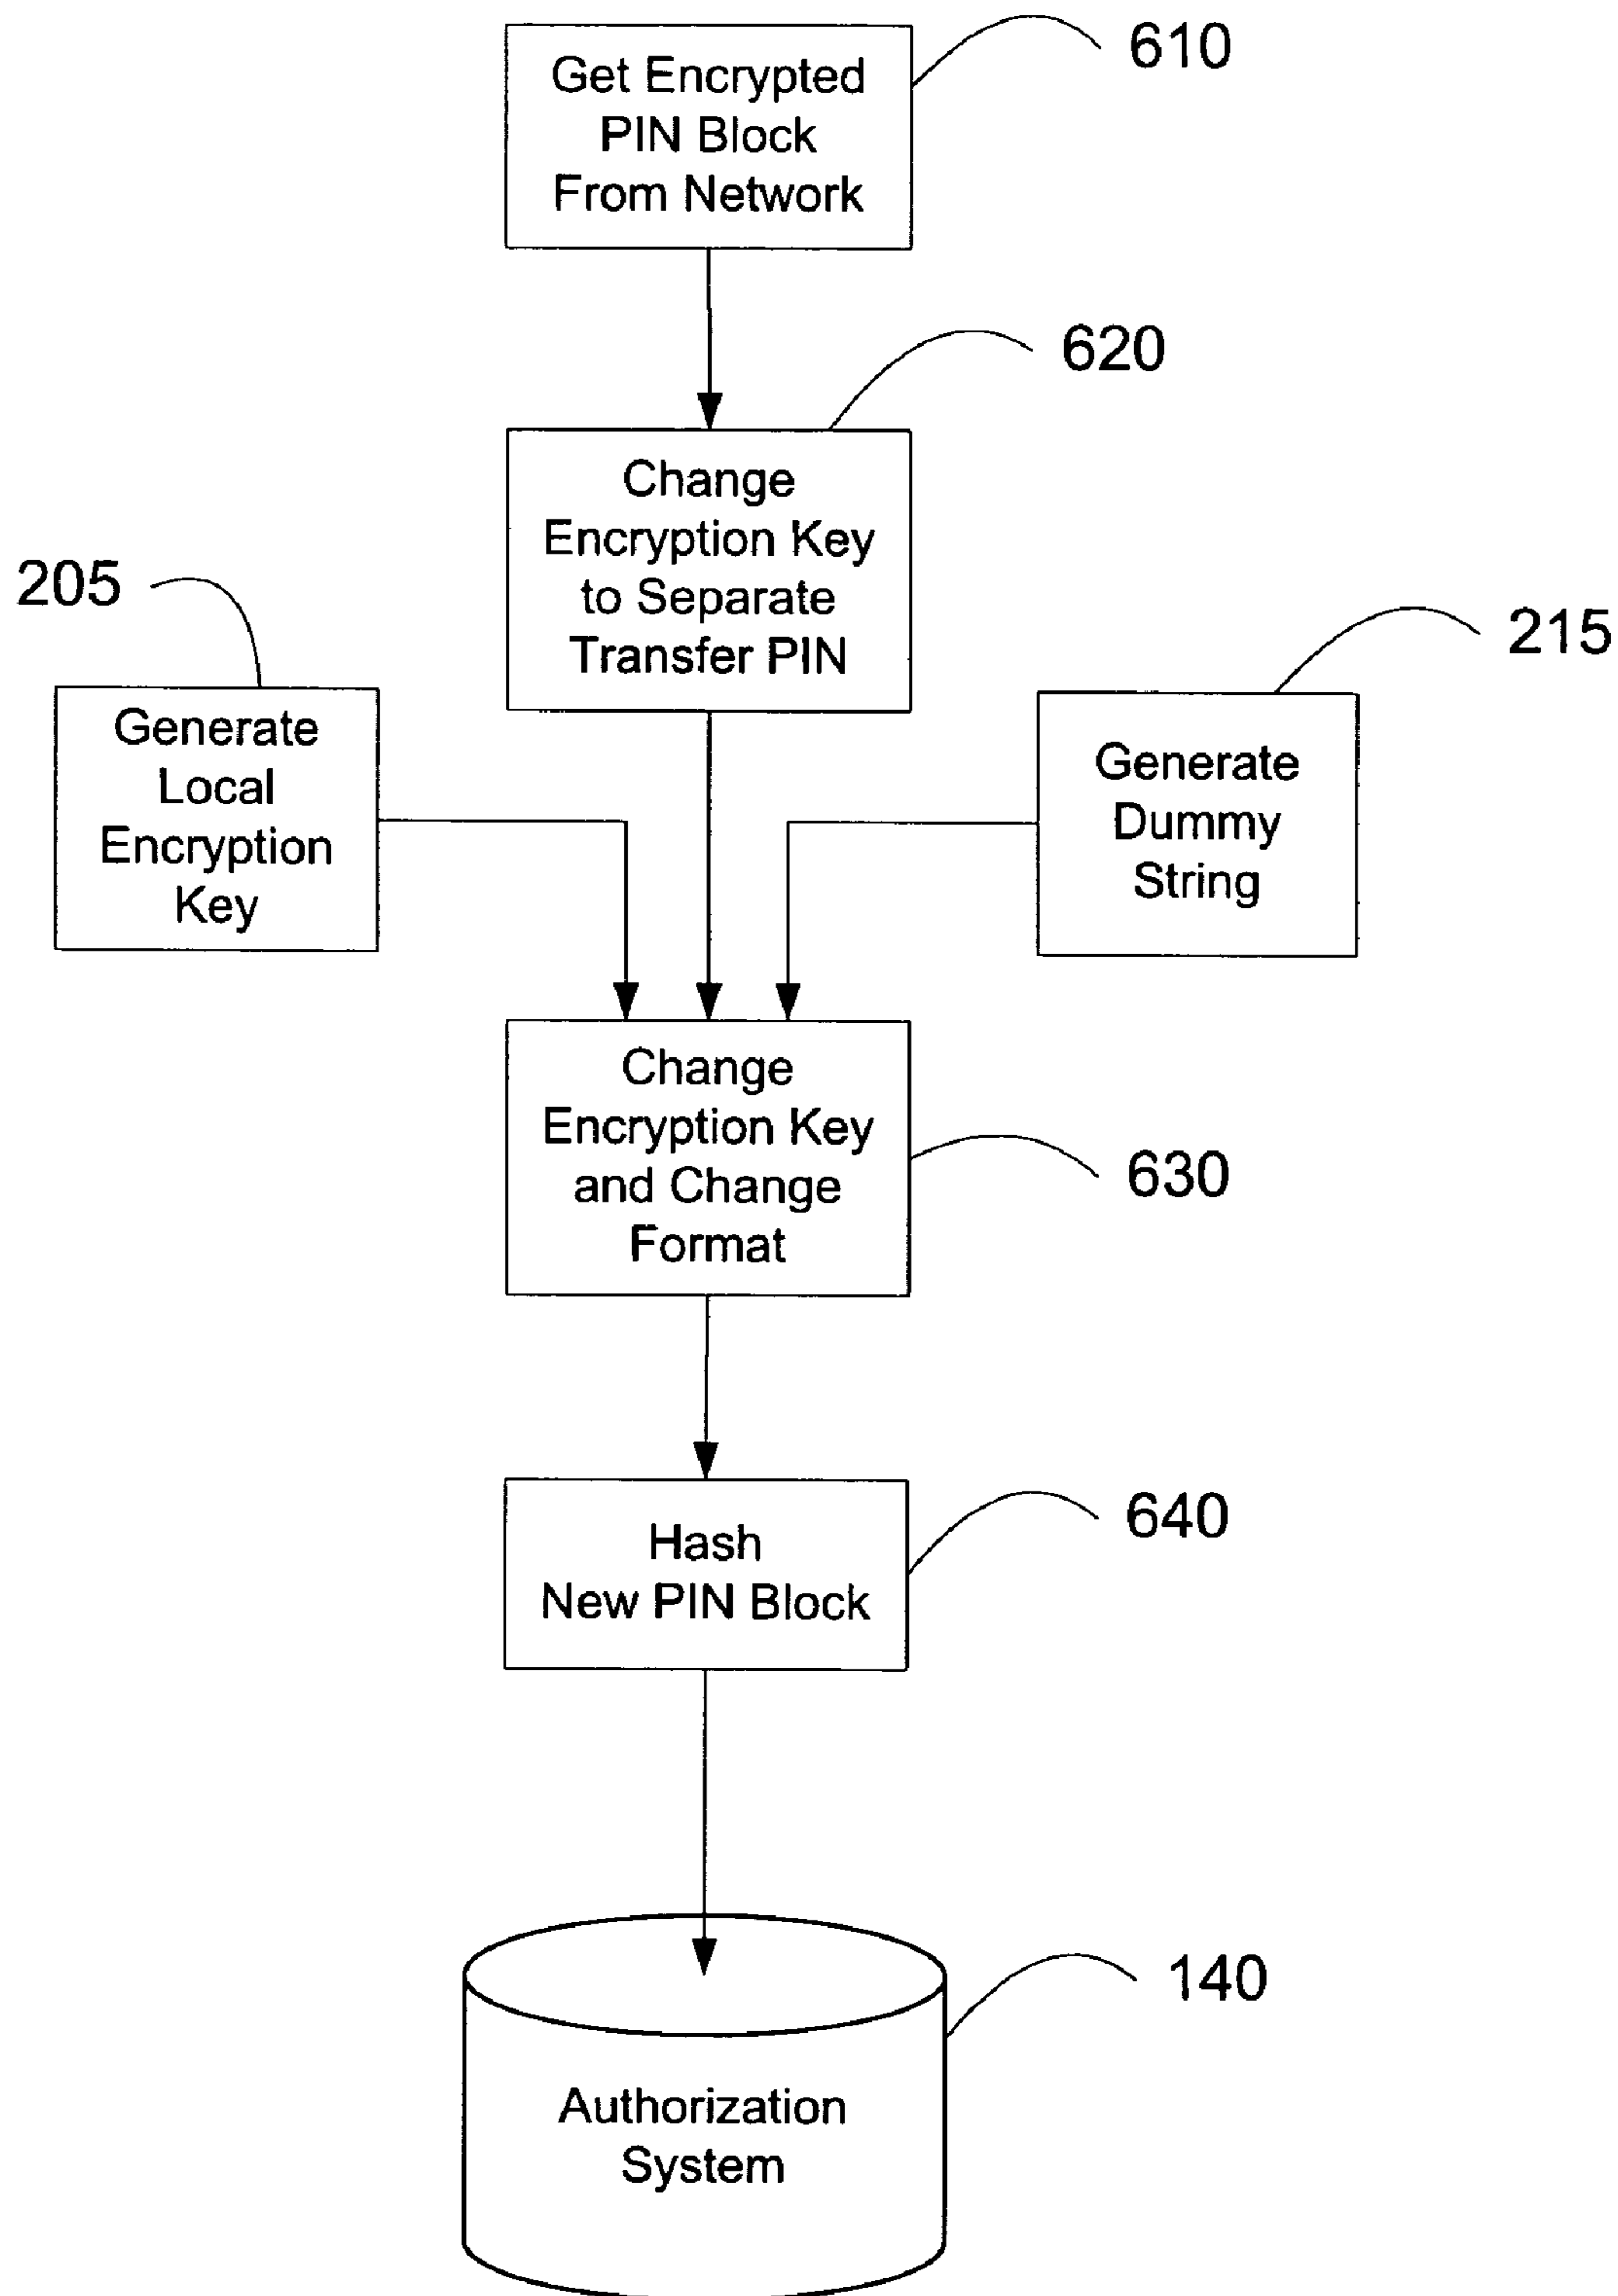 610
Get Encrypted
PIN Block
From Network
620
Change
Encryption Key
to Separate
Transfer PIN
205
Generate
Local
Encryption
Key
215
Generate
Dummy
String
Change
Encryption Key
and Change
Format
630
Hash
New PIN Block
640
140
Authorization
System